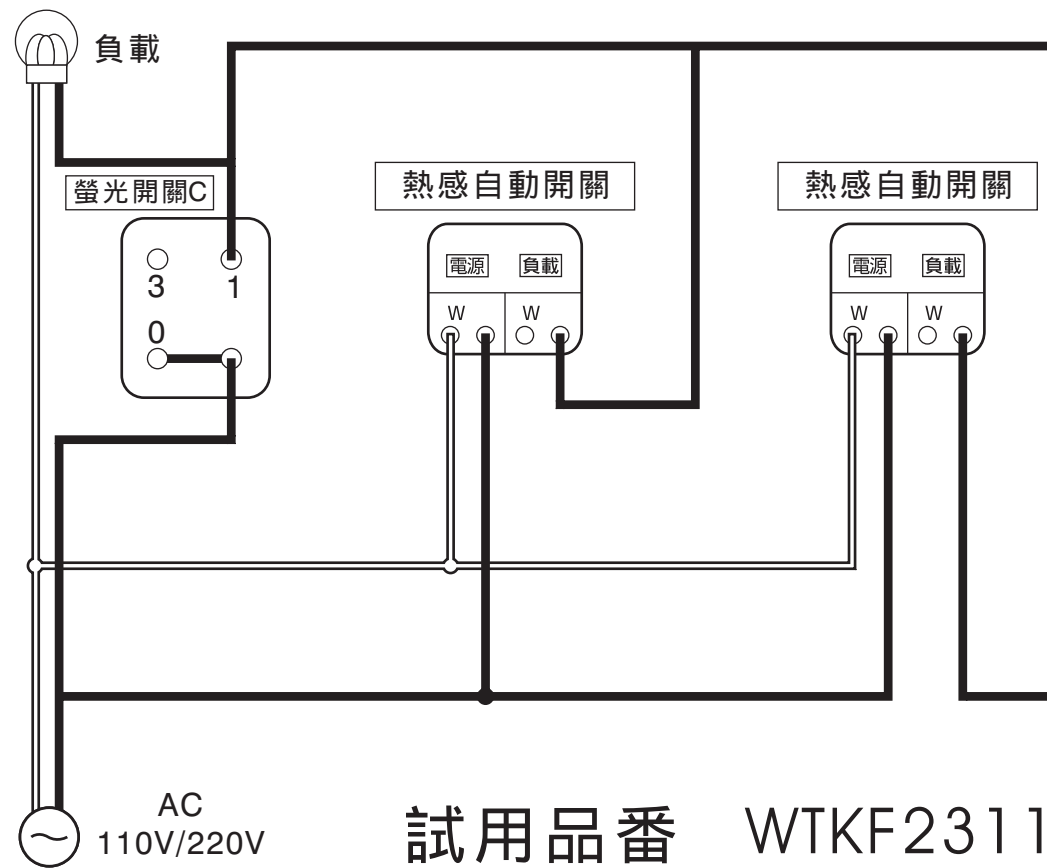 負載
螢光開關C
3 1
0
熱感自動開關
電源 負載
W W
熱感自動開關
電源 負載
W W
AC
110V/220V
試用品番 WTKF2311